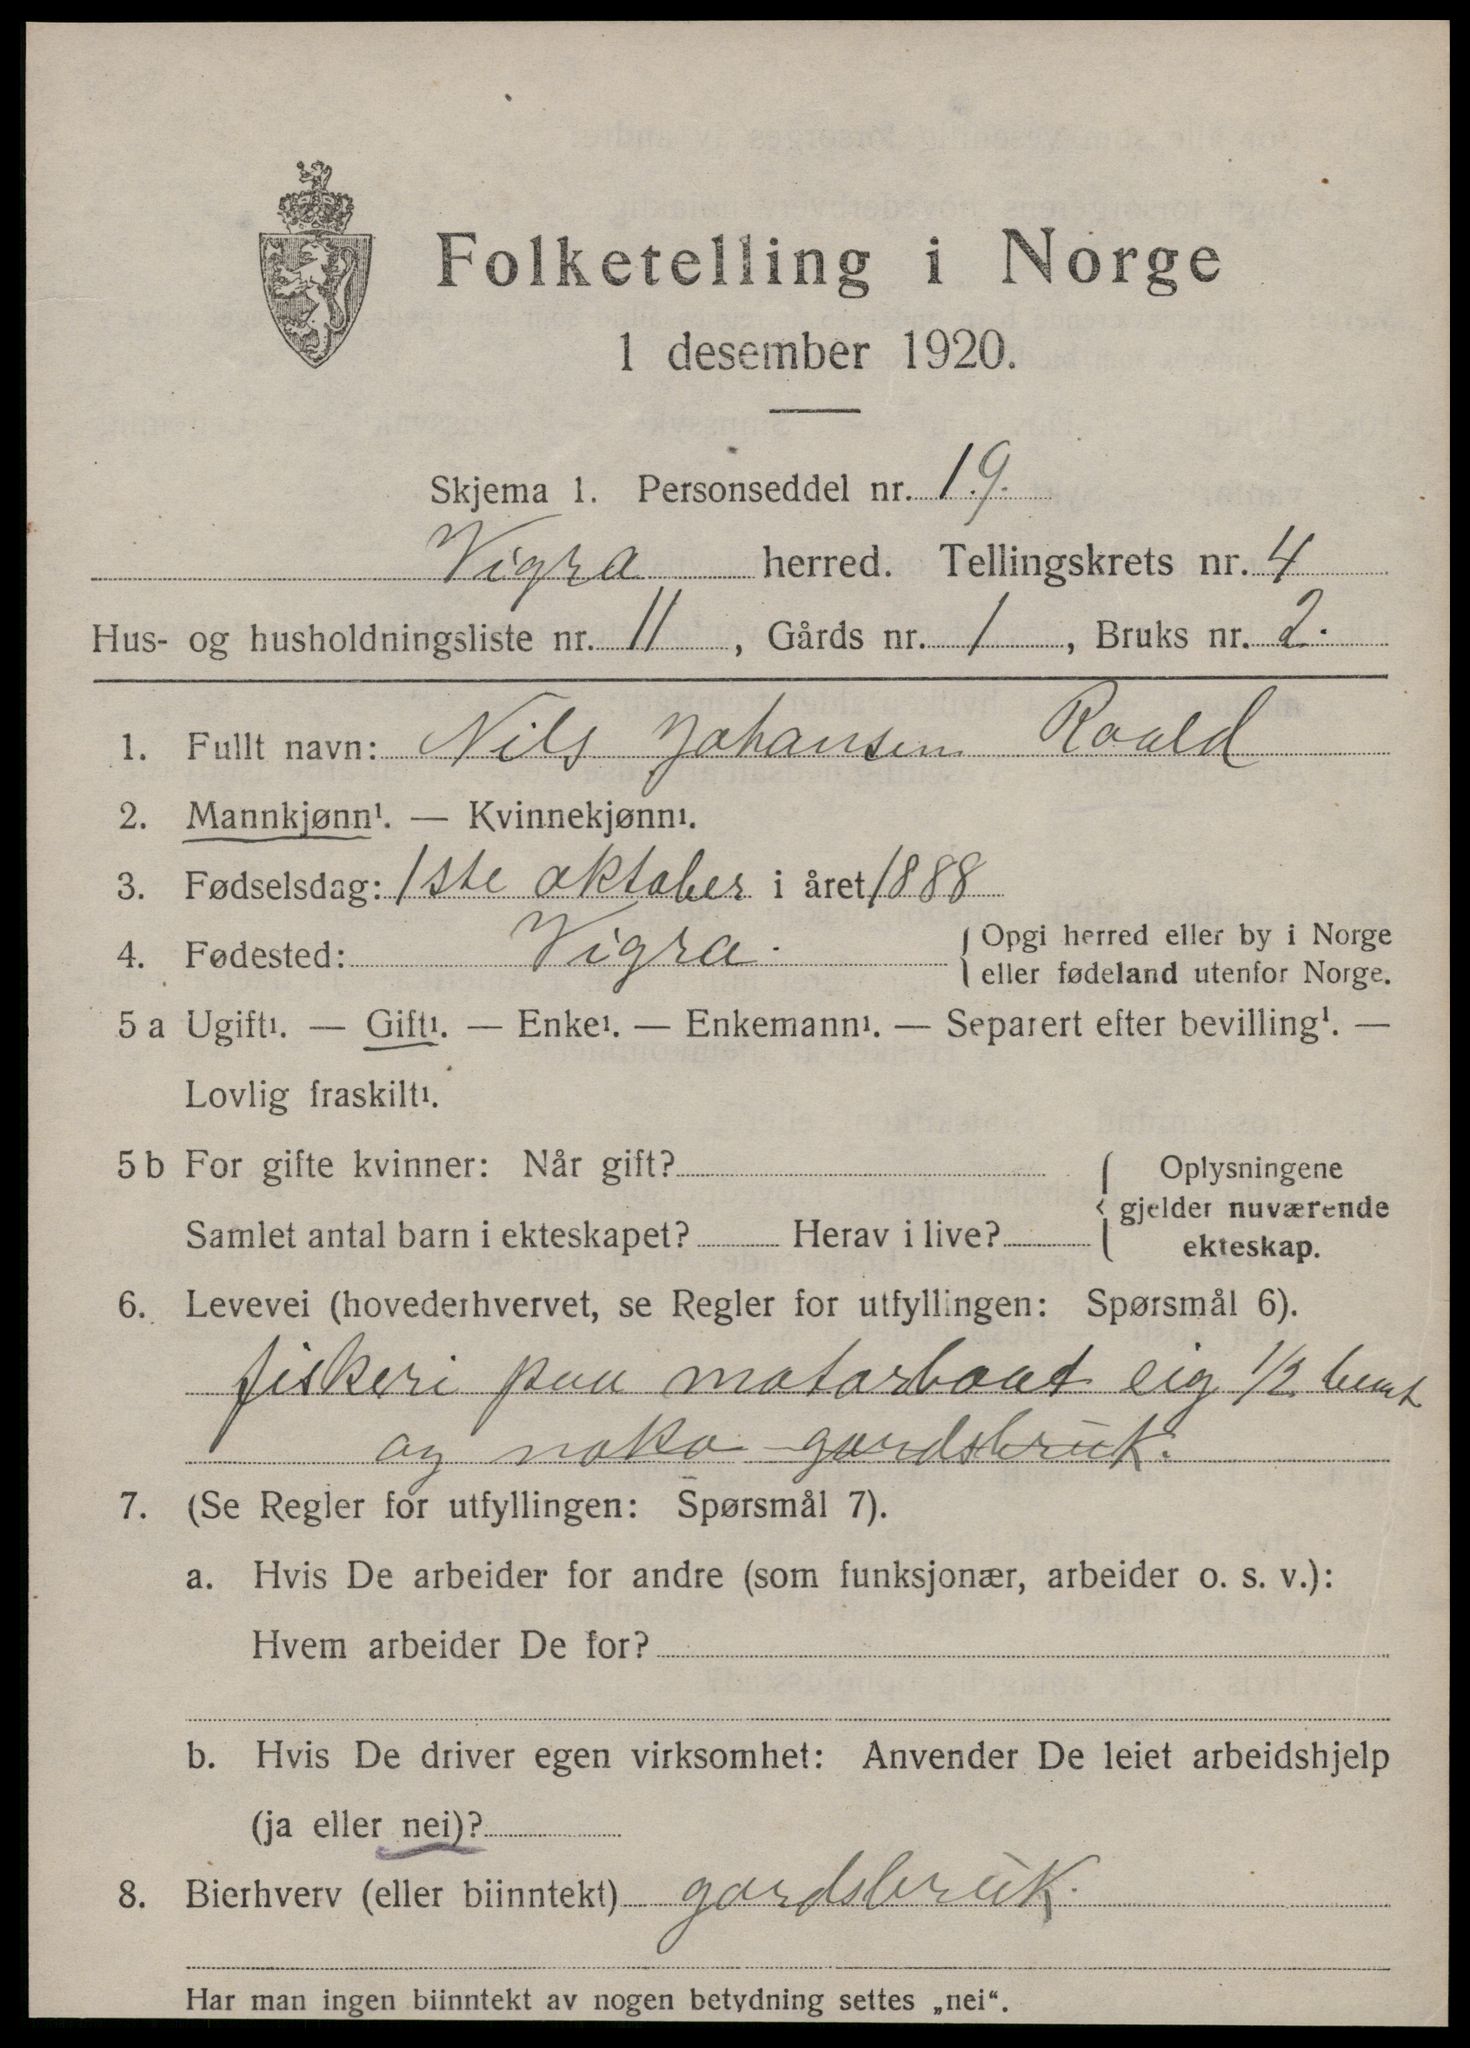 Folketelling i Norge
1 desember 1920.
Skjema 1. Personseddel nr. 19.
Vigra herred. Tellingskrets nr. 4
Hus- og husholdningsliste nr. 11, Gårds nr. 1, Bruks nr. 2.
1. Fullt navn: Nils Johansen Roald
2. Mannkjønn¹. — Kvinnekjønn¹.
3. Fødselsdag: 1ste oktober i året 1888
4. Fødested: Vigra. Opgi herred eller by i Norge
eller fødeland utenfor Norge.
5 a Ugift¹. — Gift¹. — Enke¹. — Enkemann¹. — Separert efter bevilling¹. —
Lovlig fraskilt¹.
5 b For gifte kvinner: Når gift? Oplysningene
gjelder nuværende
Samlet antal barn i ekteskapet? Herav i live? ekteskap.
6. Levevei (hovederhvervet, se Regler for utfyllingen: Spørsmål 6).
fiskeri paa motorbaat eig 1/2
og noko gardsbruk.
7. (Se Regler for utfyllingen: Spørsmål 7).
a. Hvis De arbeider for andre (som funksjonær, arbeider o. s. v.):
Hvem arbeider De for?
b. Hvis De driver egen virksomhet: Anvender De leiet arbeidshjelp
(ja eller nei)?
8. Bierhverv (eller biinntekt) gardsbruk.
Har man ingen biinntekt av nogen betydning settes „nei“.